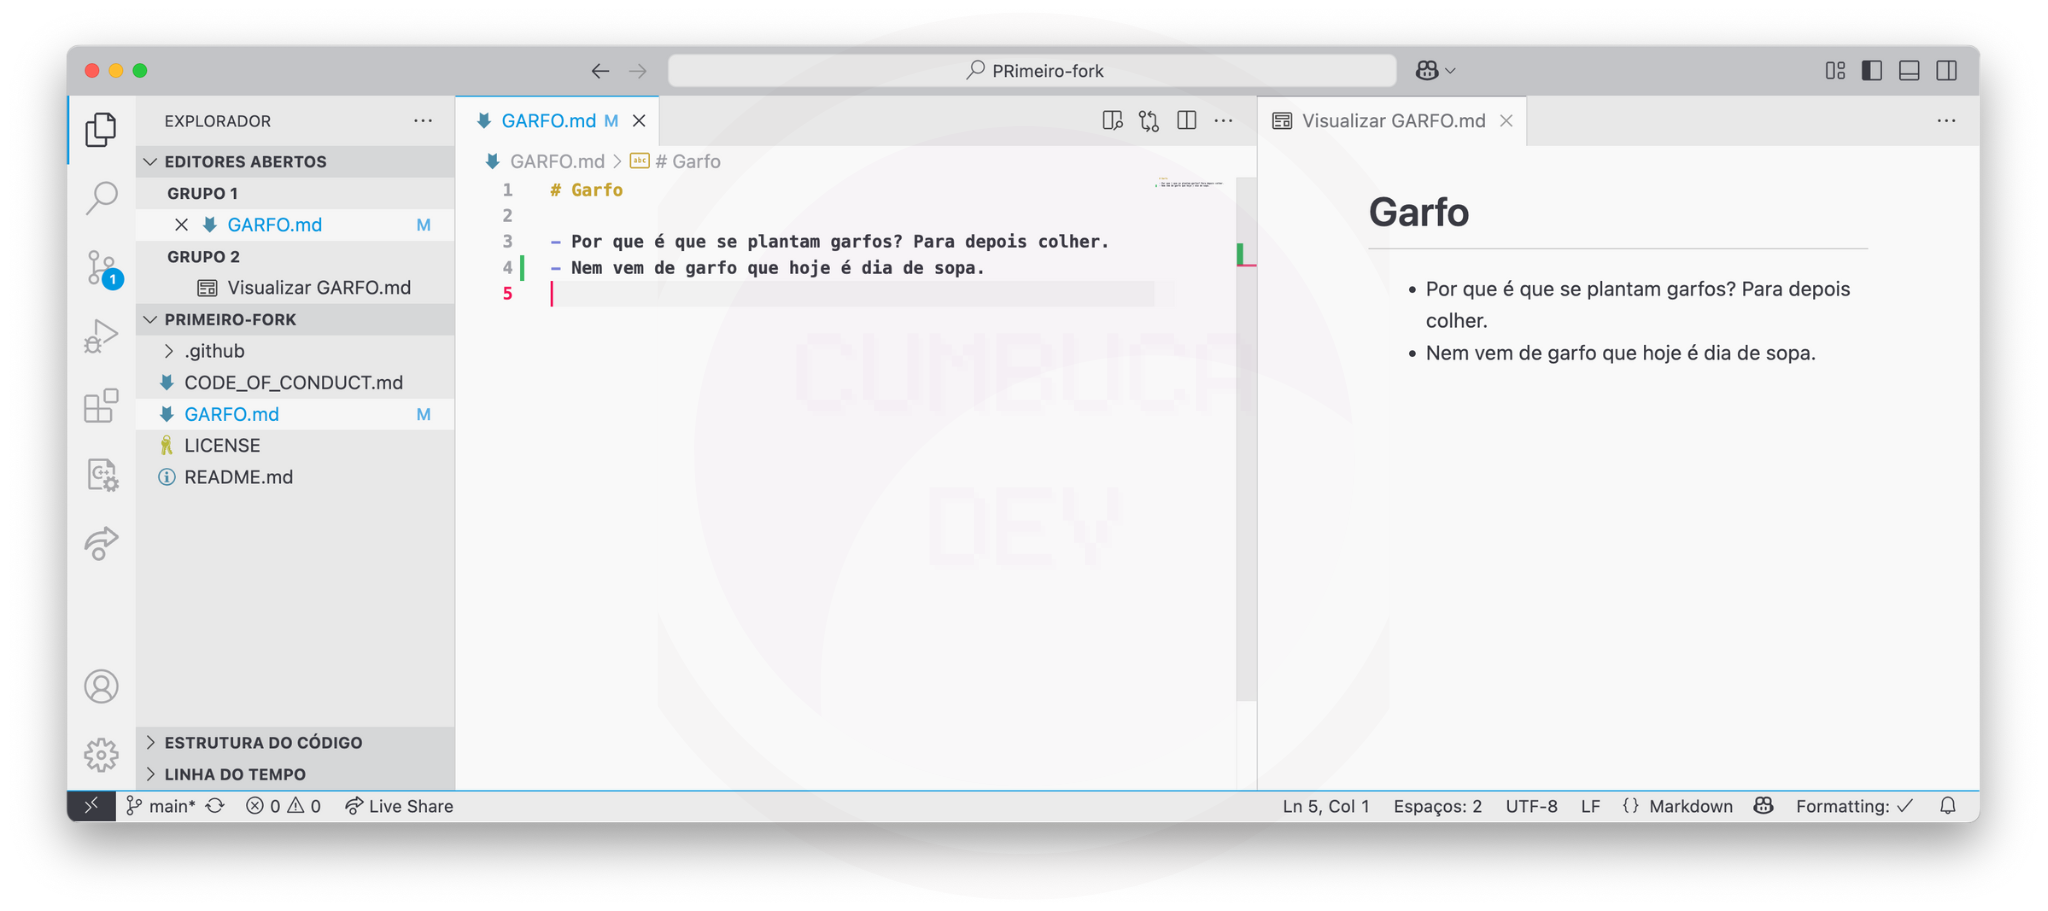 PRimeiro-fork
EXPLORADOR
EDITORES ABERTOS
GRUPO 1
GARFO.md M
GRUPO 2
Visualizar GARFO.md
PRIMEIRO-FORK
.github
CODE_OF_CONDUCT.md
GARFO.md M
LICENSE
README.md
ESTRUTURA DO CÓDIGO
LINHA DO TEMPO
1
GARFO.md M
GARFO.md > abc # Garfo
1 # Garfo
2
3 - Por que é que se plantam garfos? Para depois colher.
4 - Nem vem de garfo que hoje é dia de sopa.
5
CUMBUCA
DEV
Visualizar GARFO.md
Garfo
• Por que é que se plantam garfos? Para depois
colher.
• Nem vem de garfo que hoje é dia de sopa.
main* 0 0 Live Share Ln 5, Col 1 Espaços: 2 UTF-8 LF {} Markdown Formatting: ✓